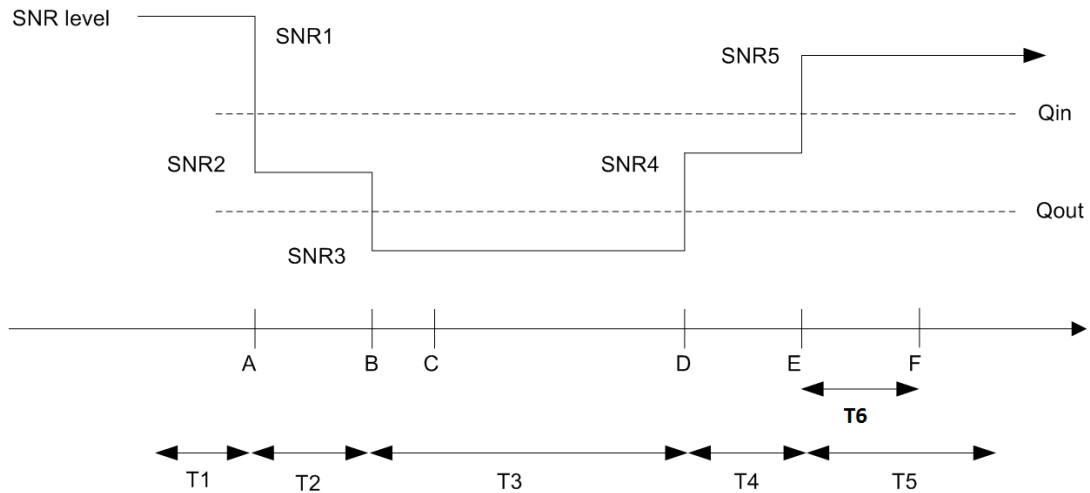 SNR level
SNR1
SNR5
Qin
SNR2
SNR4
Qout
SNR3
A B C D E F
T6
T1 T2 T3 T4 T5